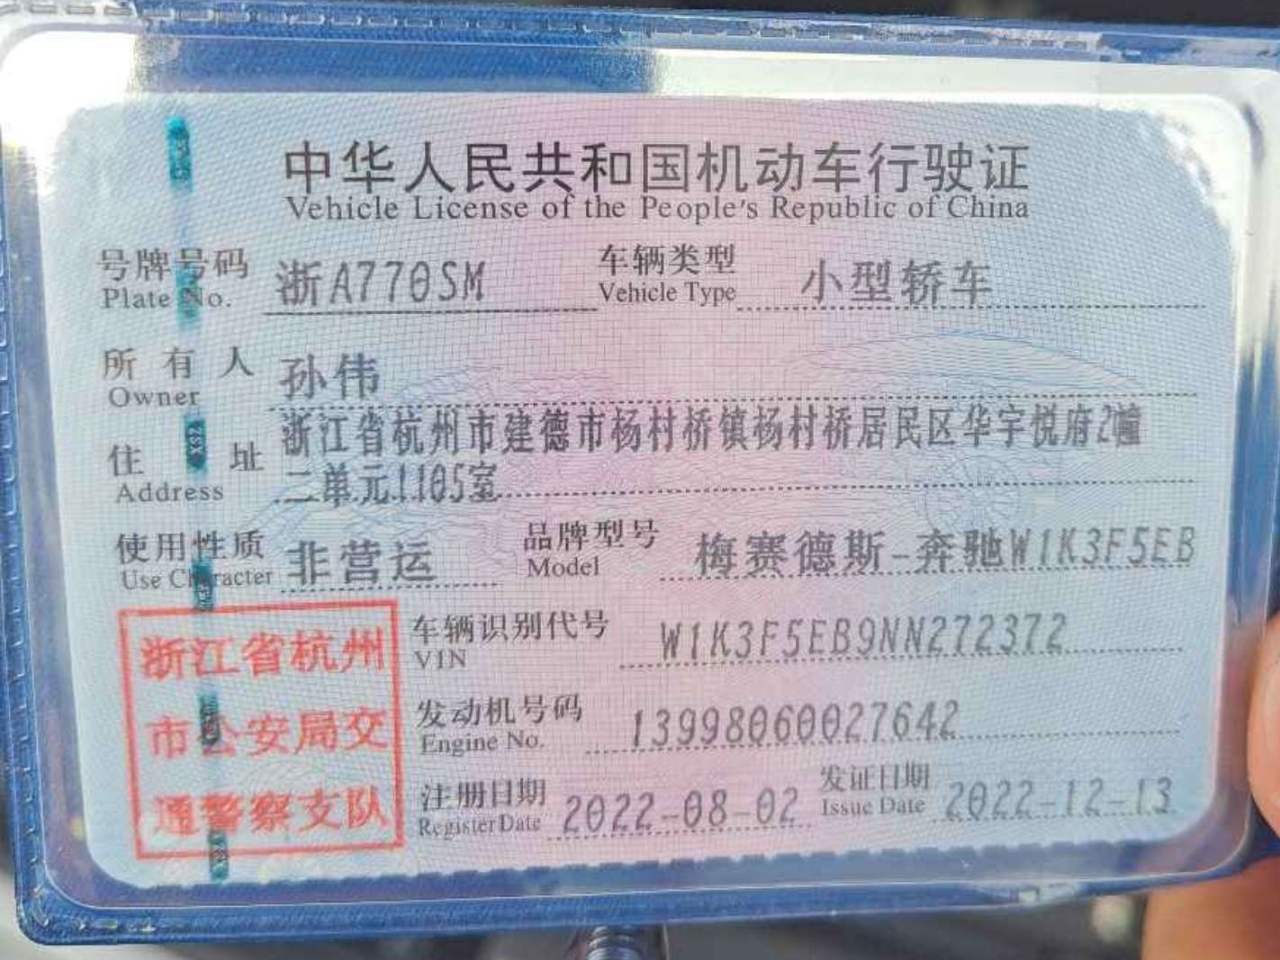 中华人民共和国机动车行驶证
Vehicle License of the People's Republic of China
号牌号码 浙A770SM 车辆类型 小型轿车
Plate No. Vehicle Type
所有人 孙伟
Owner
住址 浙江省杭州市建德市杨村桥镇杨村桥居民区华宇悦府2幢
Address 二单元1105室
使用性质 非营运 品牌型号 梅赛德斯-奔驰W1K3F5EB
Use Character Model
浙江省杭州
市公安局交
通警察支队
车辆识别代号 W1K3F5EB9NN272372
VIN
发动机号码 13998060027642
Engine No.
注册日期 2022-08-02 发证日期 2022-12-13
Register Date Issue Date